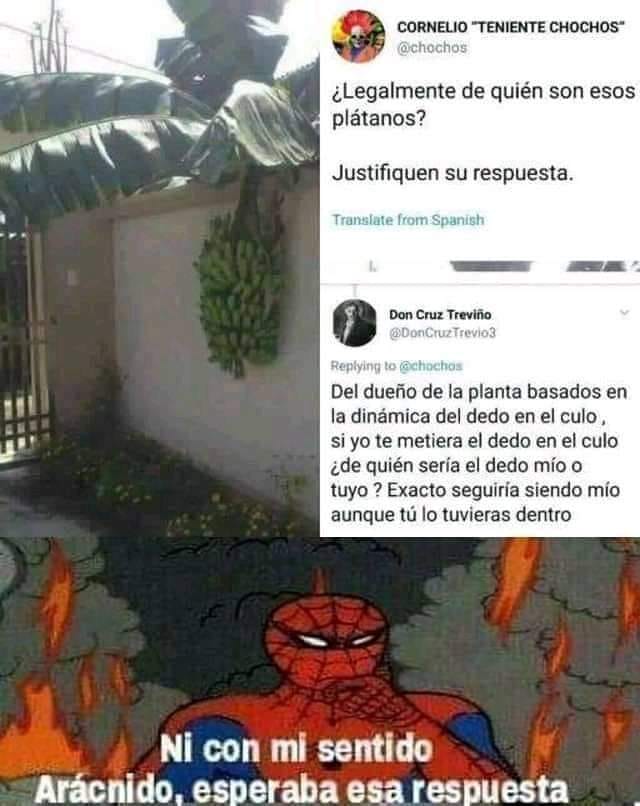 CORNELIO "TENIENTE CHOCHOS"
@chochos
¿Legalmente de quién son esos
plátanos?
Justifiquen su respuesta.
Translate from Spanish
Don Cruz Treviño
@DonCruzTrevio3
Replying to @chochos
Del dueño de la planta basados en
la dinámica del dedo en el culo ,
si yo te metiera el dedo en el culo
¿de quién sería el dedo mío o
tuyo ? Exacto seguiría siendo mío
aunque tú lo tuvieras dentro
Ni con mi sentido
Arácnido, esperaba esa respuesta